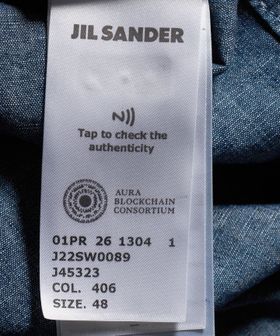 JIL SANDER
Tap to check the
authenticity
AURA
BLOCKCHAIN
CONSORTIUM
01PR 26 1304 1
J22SW0089
J45323
COL. 406
SIZE. 48